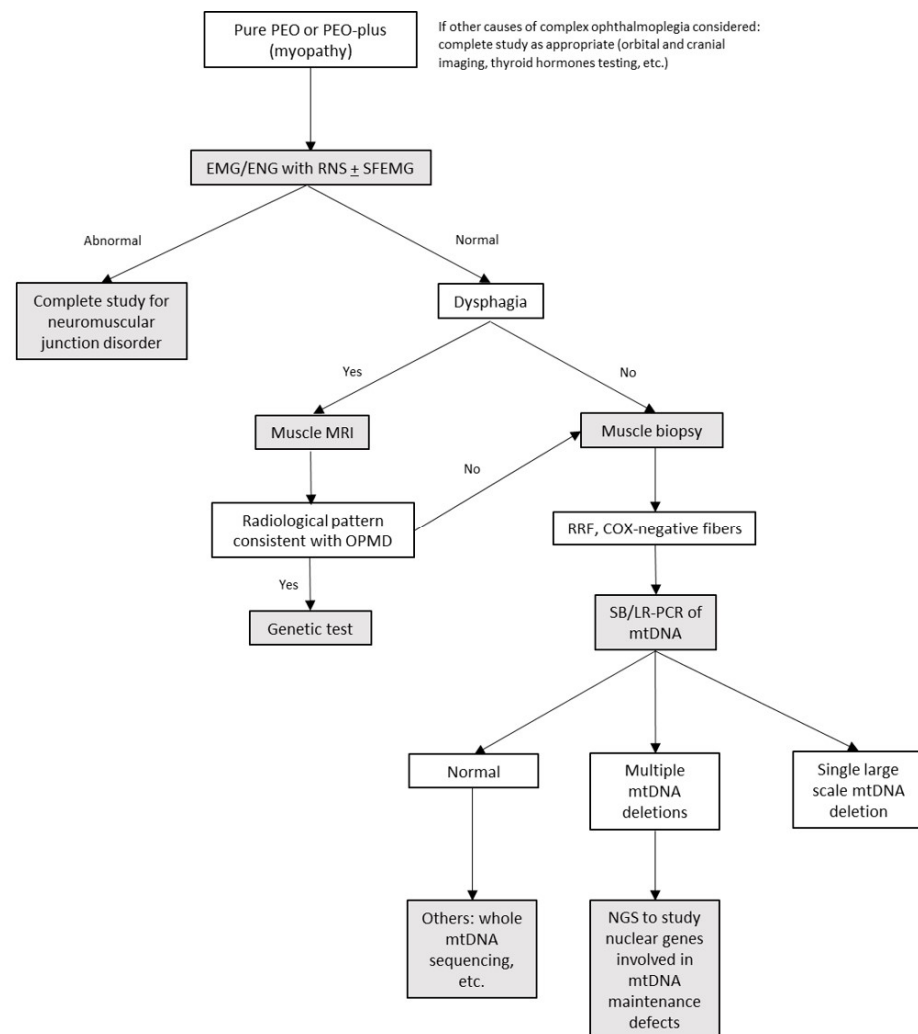 Pure PEO or PEO-plus
(myopathy)
If other causes of complex ophthalmoplegia considered:
complete study as appropriate (orbital and cranial
imaging, thyroid hormones testing, etc.)
EMG/ENG with RNS ± SFEMG
Abnormal
Normal
Complete study for
neuromuscular
junction disorder
Dysphagia
Yes
No
Muscle MRI
Muscle biopsy
No
Radiological pattern
consistent with OPMD
RRF, COX-negative fibers
Yes
Genetic test
SB/LR-PCR of
mtDNA
Normal
Multiple
mtDNA
deletions
Single large
scale mtDNA
deletion
Others: whole
mtDNA
sequencing,
etc.
NGS to study
nuclear genes
involved in
mtDNA
maintenance
defects